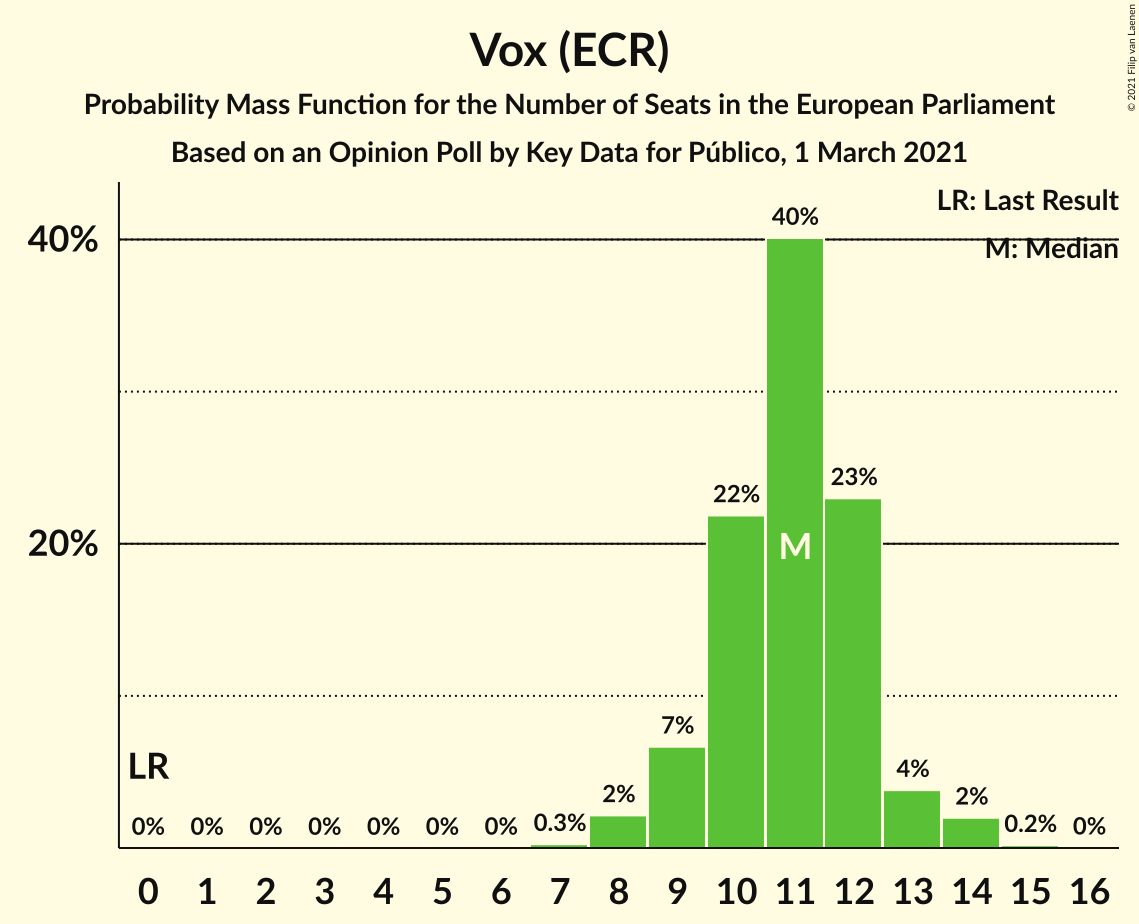 Vox (ECR)
Probability Mass Function for the Number of Seats in the European Parliament
Based on an Opinion Poll by Key Data for Público, 1 March 2021
© 2021 Filip van Laenen
LR: Last Result
M: Median
40%
20%
40%
23%
22%
M
7%
4%
2%
2%
0.3%
0.2%
LR
0% 0% 0% 0% 0% 0% 0% 0%
0 1 2 3 4 5 6 7 8 9 10 11 12 13 14 15 16